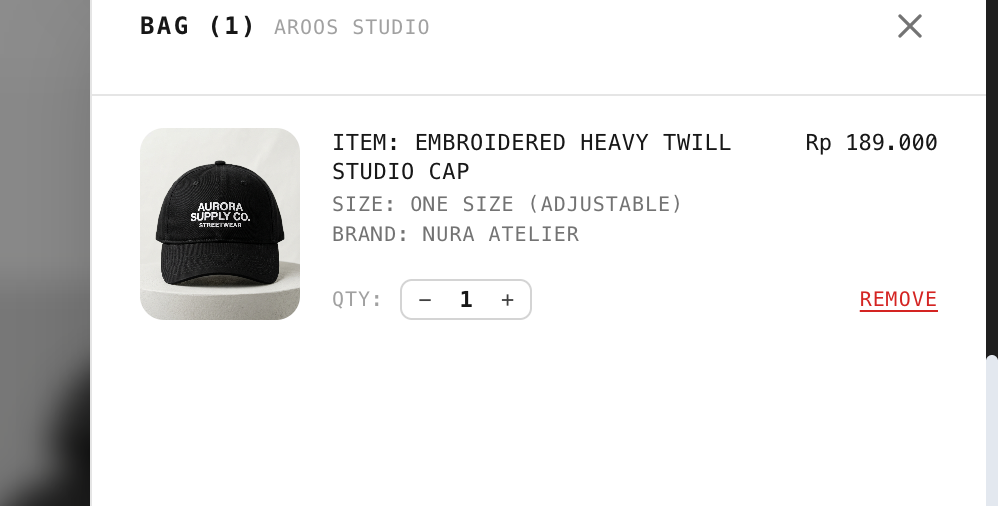 BAG (1) AROOS STUDIO
ITEM: EMBROIDERED HEAVY TWILL Rp 189.000
STUDIO CAP
SIZE: ONE SIZE (ADJUSTABLE)
BRAND: NURA ATELIER
QTY: − 1 + REMOVE
AURORA
SUPPLY CO.
STREETWEAR